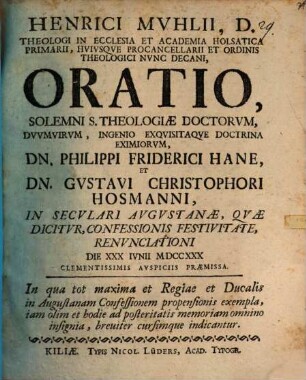 HENRICI MVHLII, D.
29.
THEOLOGI IN ECCLESIA ET ACADEMIA HOLSATICA
PRIMARII, HVIVSQVE PROCANCELLARII ET ORDINIS
THEOLOGICI NVNC DECANI,
ORATIO,
SOLEMNI S. THEOLOGIÆ DOCTORVM,
DVVMVIRVM, INGENIO EXQVISITAQVE DOCTRINA
EXIMIORVM,
DN. PHILIPPI FRIDERICI HANE,
ET
DN. GVSTAVI CHRISTOPHORI
HOSMANNI,
IN SECVLARI AVGVSTANÆ, QVÆ
DICITVR, CONFESSIONIS FESTIVITATE,
RENVNCIATIONI
DIE XXX IVNII MDCCXXX
CLEMENTISSIMIS AVSPICIIS PRÆMISSA.
In qua tot maxima et Regiae et Ducalis
in Augustanam Confessionem propensionis exempla,
iam olim et hodie ad posteritatis memoriam omnino
insignia, breuiter cursimque indicantur.
KILIÆ, TYPIS NICOL. LÜDERS, ACAD. TYPOGR.